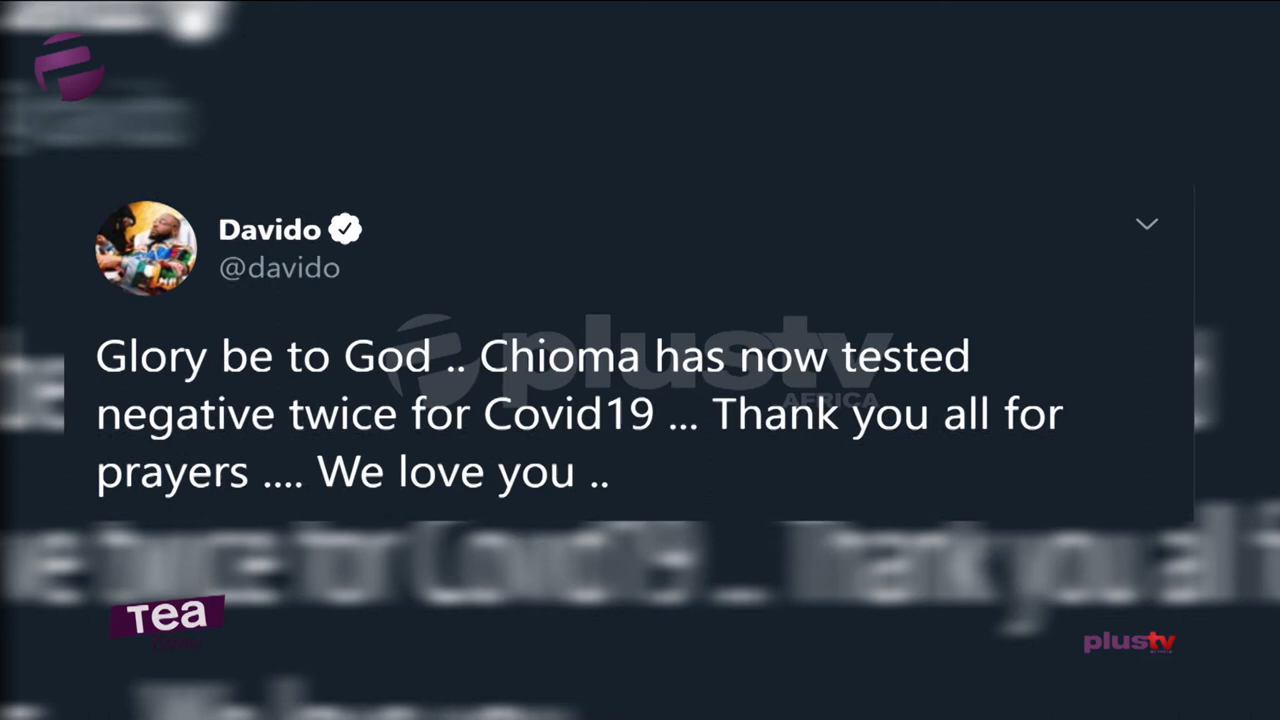 Davido
@davido
plustv
AFRICA
Glory be to God .. Chioma has now tested
negative twice for Covid19 ... Thank you all for
prayers .... We love you ..
Tea
plustv